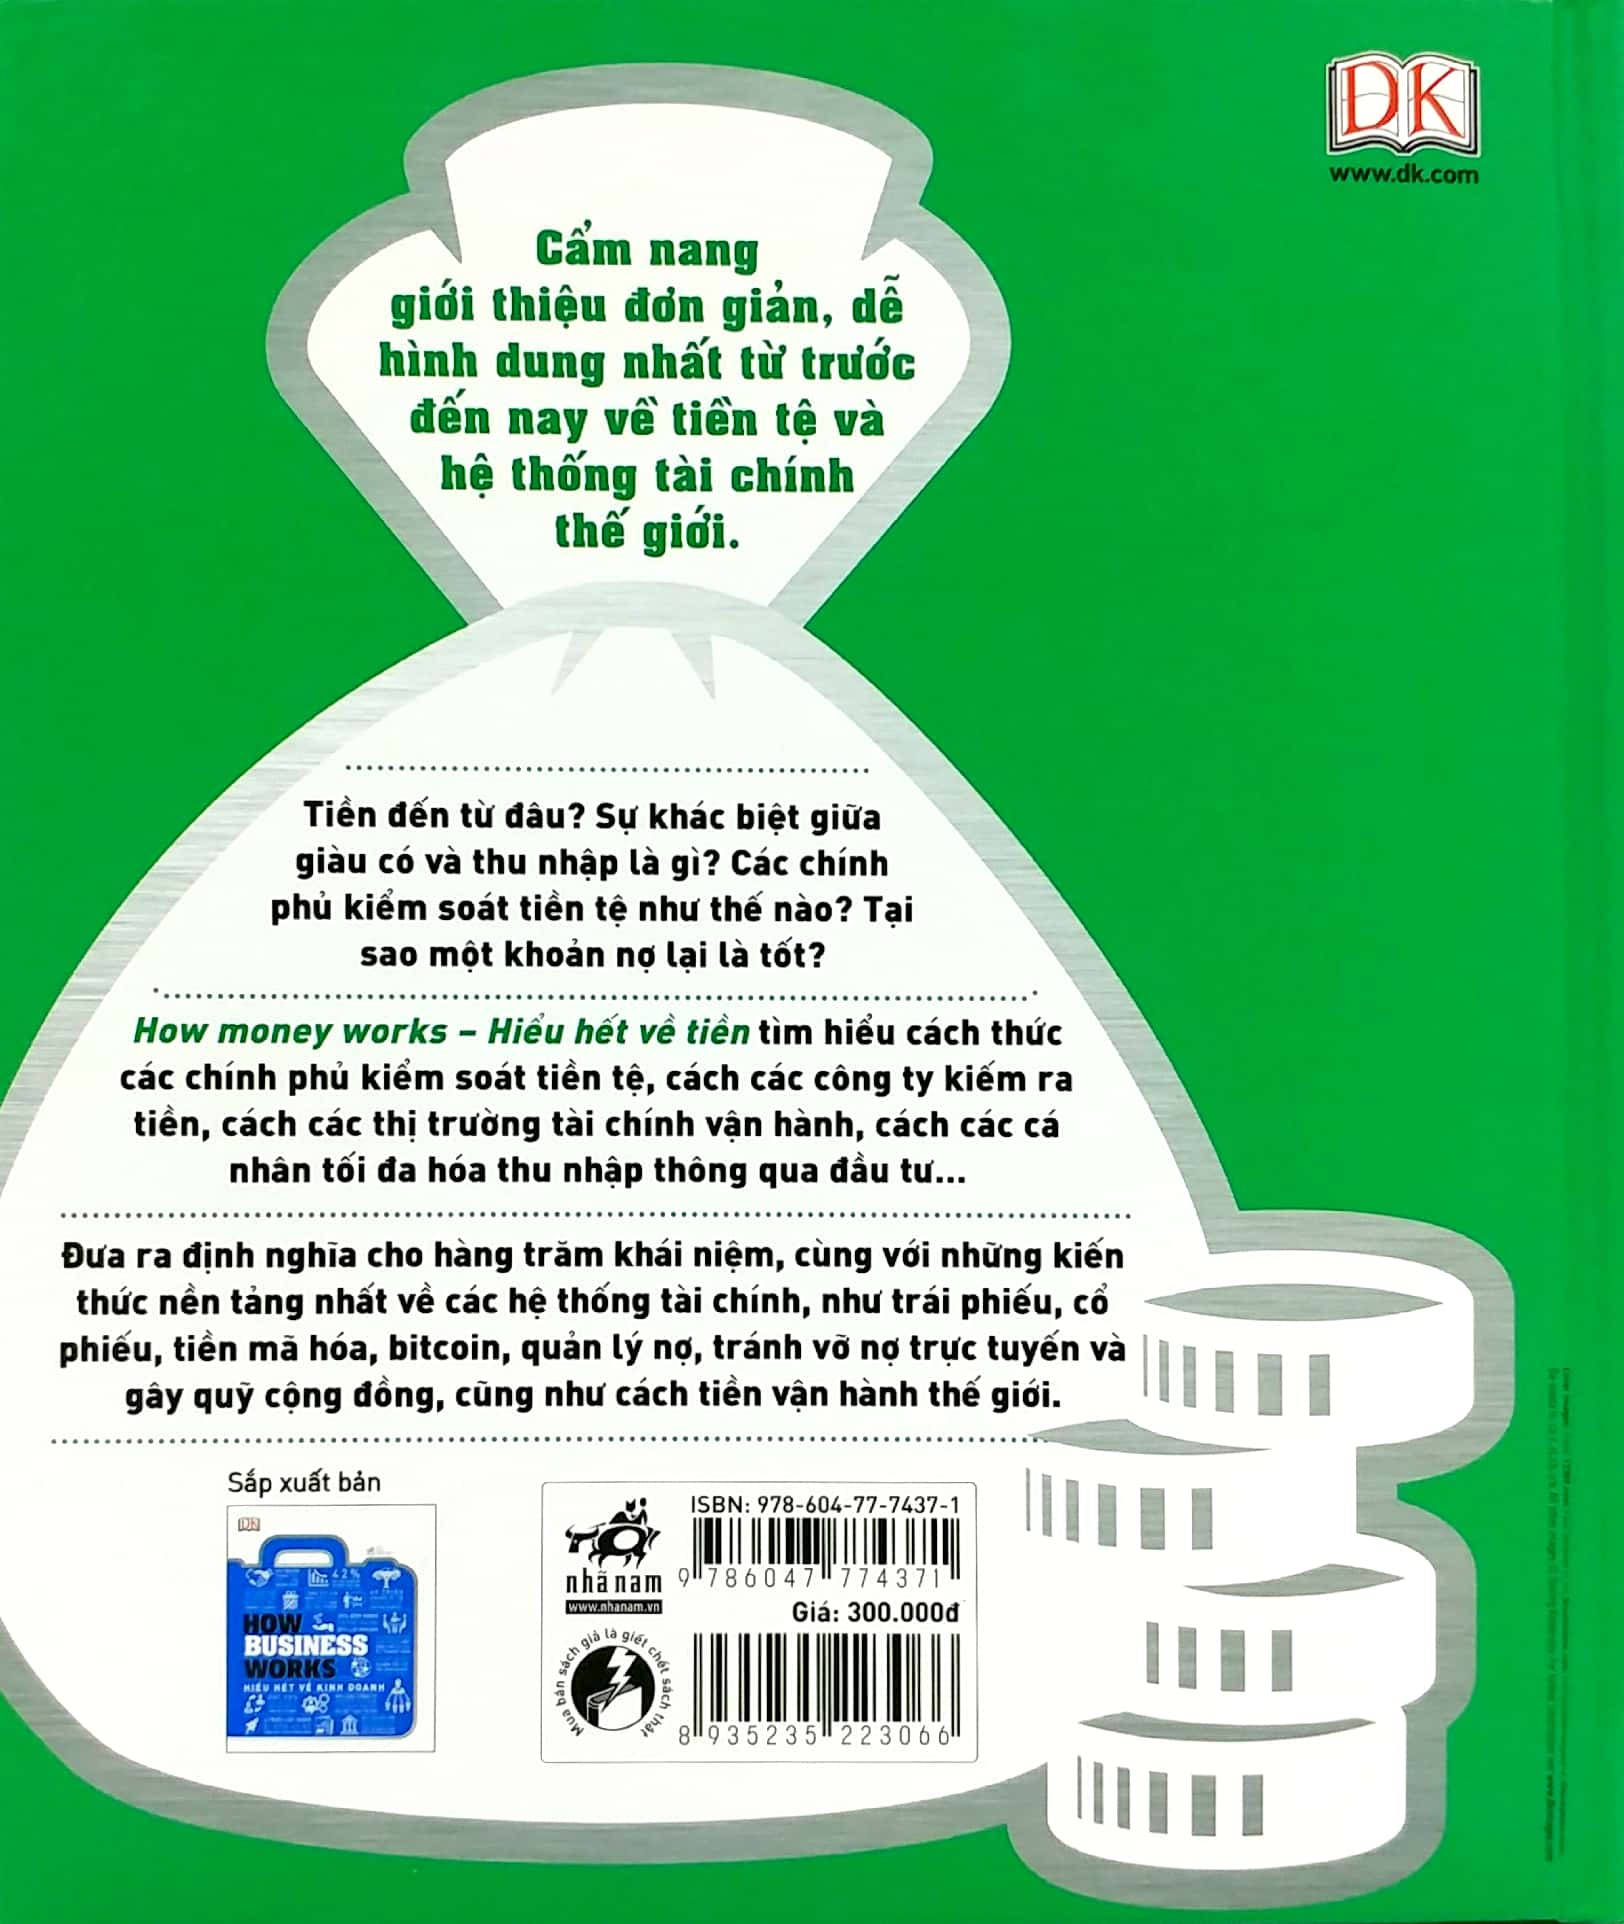 DK
www.dk.com
Cẩm nang
giới thiệu đơn giản, dễ
hình dung nhất từ trước
đến nay về tiền tệ và
hệ thống tài chính
thế giới.
Tiền đến từ đâu? Sự khác biệt giữa
giàu có và thu nhập là gì? Các chính
phủ kiểm soát tiền tệ như thế nào? Tại
sao một khoản nợ lại là tốt?
How money works – Hiểu hết về tiền tìm hiểu cách thức
các chính phủ kiểm soát tiền tệ, cách các công ty kiếm ra
tiền, cách các thị trường tài chính vận hành, cách các cá
nhân tối đa hóa thu nhập thông qua đầu tư...
Đưa ra định nghĩa cho hàng trăm khái niệm, cùng với những kiến
thức nền tảng nhất về các hệ thống tài chính, như trái phiếu, cổ
phiếu, tiền mã hóa, bitcoin, quản lý nợ, tránh vỡ nợ trực tuyến và
gây quỹ cộng đồng, cũng như cách tiền vận hành thế giới.
Sắp xuất bản
DK
42%
HOW
BUSINESS
WORKS
HIỂU HẾT VỀ KINH DOANH
nhã nam
www.nhanam.vn
ISBN: 978-604-77-7437-1
9 786047 774371
Giá: 300.000đ
Mua bán sách giả là giết chết sách thật
8 935235 223066